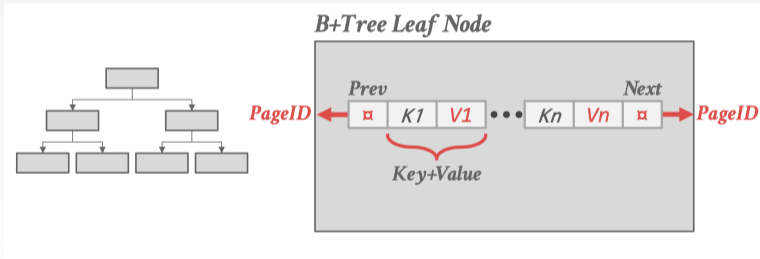 B+Tree Leaf Node
Prev Next
PageID ¤ K1 V1 ••• Kn Vn ¤ PageID
Key+Value